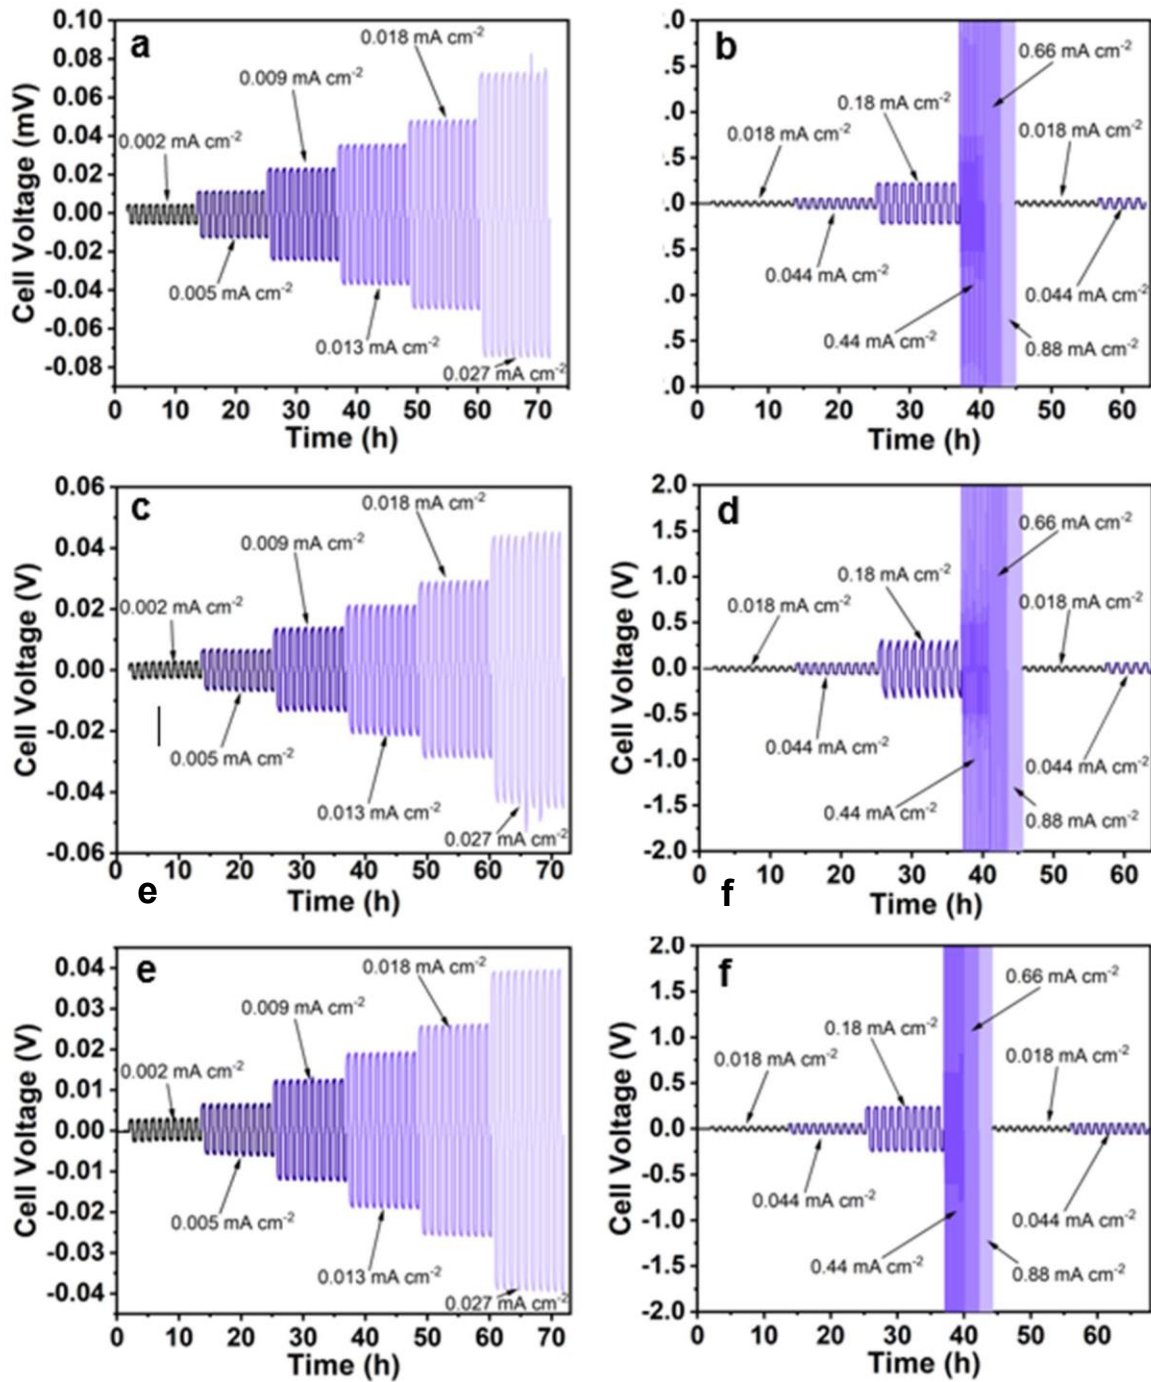 a
0.10
0.08
0.06
0.04
0.02
0.00
-0.02
-0.04
-0.06
-0.08
Cell Voltage (mV)
0.002 mA cm-2
0.009 mA cm-2
0.018 mA cm-2
0.005 mA cm-2
0.013 mA cm-2
0.027 mA cm-2
0 10 20 30 40 50 60 70
Time (h)
b
.0
.5
.0
.5
.0
.5
.0
.5
.0
0.018 mA cm-2
0.18 mA cm-2
0.66 mA cm-2
0.018 mA cm-2
0.044 mA cm-2
0.44 mA cm-2
0.044 mA cm-2
0.88 mA cm-2
0 10 20 30 40 50 60
Time (h)
c
0.06
0.04
0.02
0.00
-0.02
-0.04
-0.06
Cell Voltage (V)
0.002 mA cm-2
0.009 mA cm-2
0.018 mA cm-2
0.005 mA cm-2
0.013 mA cm-2
0.027 mA cm-2
0 10 20 30 40 50 60 70
Time (h)
d
2.0
1.5
1.0
0.5
0.0
-0.5
-1.0
-1.5
-2.0
Cell Voltage (V)
0.018 mA cm-2
0.18 mA cm-2
0.66 mA cm-2
0.018 mA cm-2
0.044 mA cm-2
0.44 mA cm-2
0.044 mA cm-2
0.88 mA cm-2
0 10 20 30 40 50 60
Time (h)
e
f
e
0.04
0.03
0.02
0.01
0.00
-0.01
-0.02
-0.03
-0.04
Cell Voltage (V)
0.002 mA cm-2
0.009 mA cm-2
0.018 mA cm-2
0.005 mA cm-2
0.013 mA cm-2
0.027 mA cm-2
0 10 20 30 40 50 60 70
Time (h)
f
2.0
1.5
1.0
0.5
0.0
-0.5
-1.0
-1.5
-2.0
Cell Voltage (V)
0.018 mA cm-2
0.18 mA cm-2
0.66 mA cm-2
0.018 mA cm-2
0.044 mA cm-2
0.44 mA cm-2
0.044 mA cm-2
0.88 mA cm-2
0 10 20 30 40 50 60
Time (h)